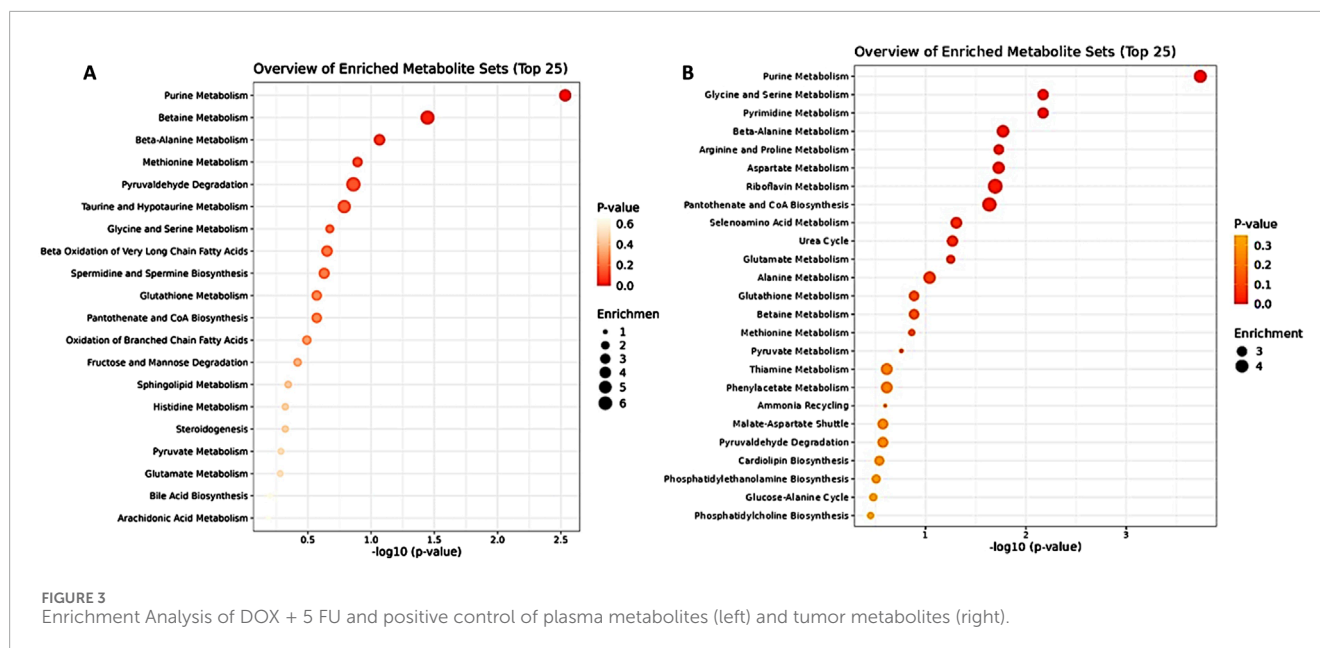 A
Overview of Enriched Metabolite Sets (Top 25)
Purine Metabolism
Betaine Metabolism
Beta-Alanine Metabolism
Methionine Metabolism
Pyruvaldehyde Degradation
Taurine and Hypotaurine Metabolism
Glycine and Serine Metabolism
Beta Oxidation of Very Long Chain Fatty Acids
Spermidine and Spermine Biosynthesis
Glutathione Metabolism
Pantothenate and CoA Biosynthesis
Oxidation of Branched Chain Fatty Acids
Fructose and Mannose Degradation
Sphingolipid Metabolism
Histidine Metabolism
Steroidogenesis
Pyruvate Metabolism
Glutamate Metabolism
Bile Acid Biosynthesis
Arachidonic Acid Metabolism
0.5 1.0 1.5 2.0 2.5
-log10 (p-value)
P-value
0.6
0.4
0.2
0.0
Enrichmen
1
2
3
4
5
6
B
Overview of Enriched Metabolite Sets (Top 25)
Purine Metabolism
Glycine and Serine Metabolism
Pyrimidine Metabolism
Beta-Alanine Metabolism
Arginine and Proline Metabolism
Aspartate Metabolism
Riboflavin Metabolism
Pantothenate and CoA Biosynthesis
Selenoamino Acid Metabolism
Urea Cycle
Glutamate Metabolism
Alanine Metabolism
Glutathione Metabolism
Betaine Metabolism
Methionine Metabolism
Pyruvate Metabolism
Thiamine Metabolism
Phenylacetate Metabolism
Ammonia Recycling
Malate-Aspartate Shuttle
Pyruvaldehyde Degradation
Cardiolipin Biosynthesis
Phosphatidylethanolamine Biosynthesis
Glucose-Alanine Cycle
Phosphatidylcholine Biosynthesis
1 2 3
-log10 (p-value)
P-value
0.3
0.2
0.1
0.0
Enrichment
3
4
FIGURE 3
Enrichment Analysis of DOX + 5 FU and positive control of plasma metabolites (left) and tumor metabolites (right).